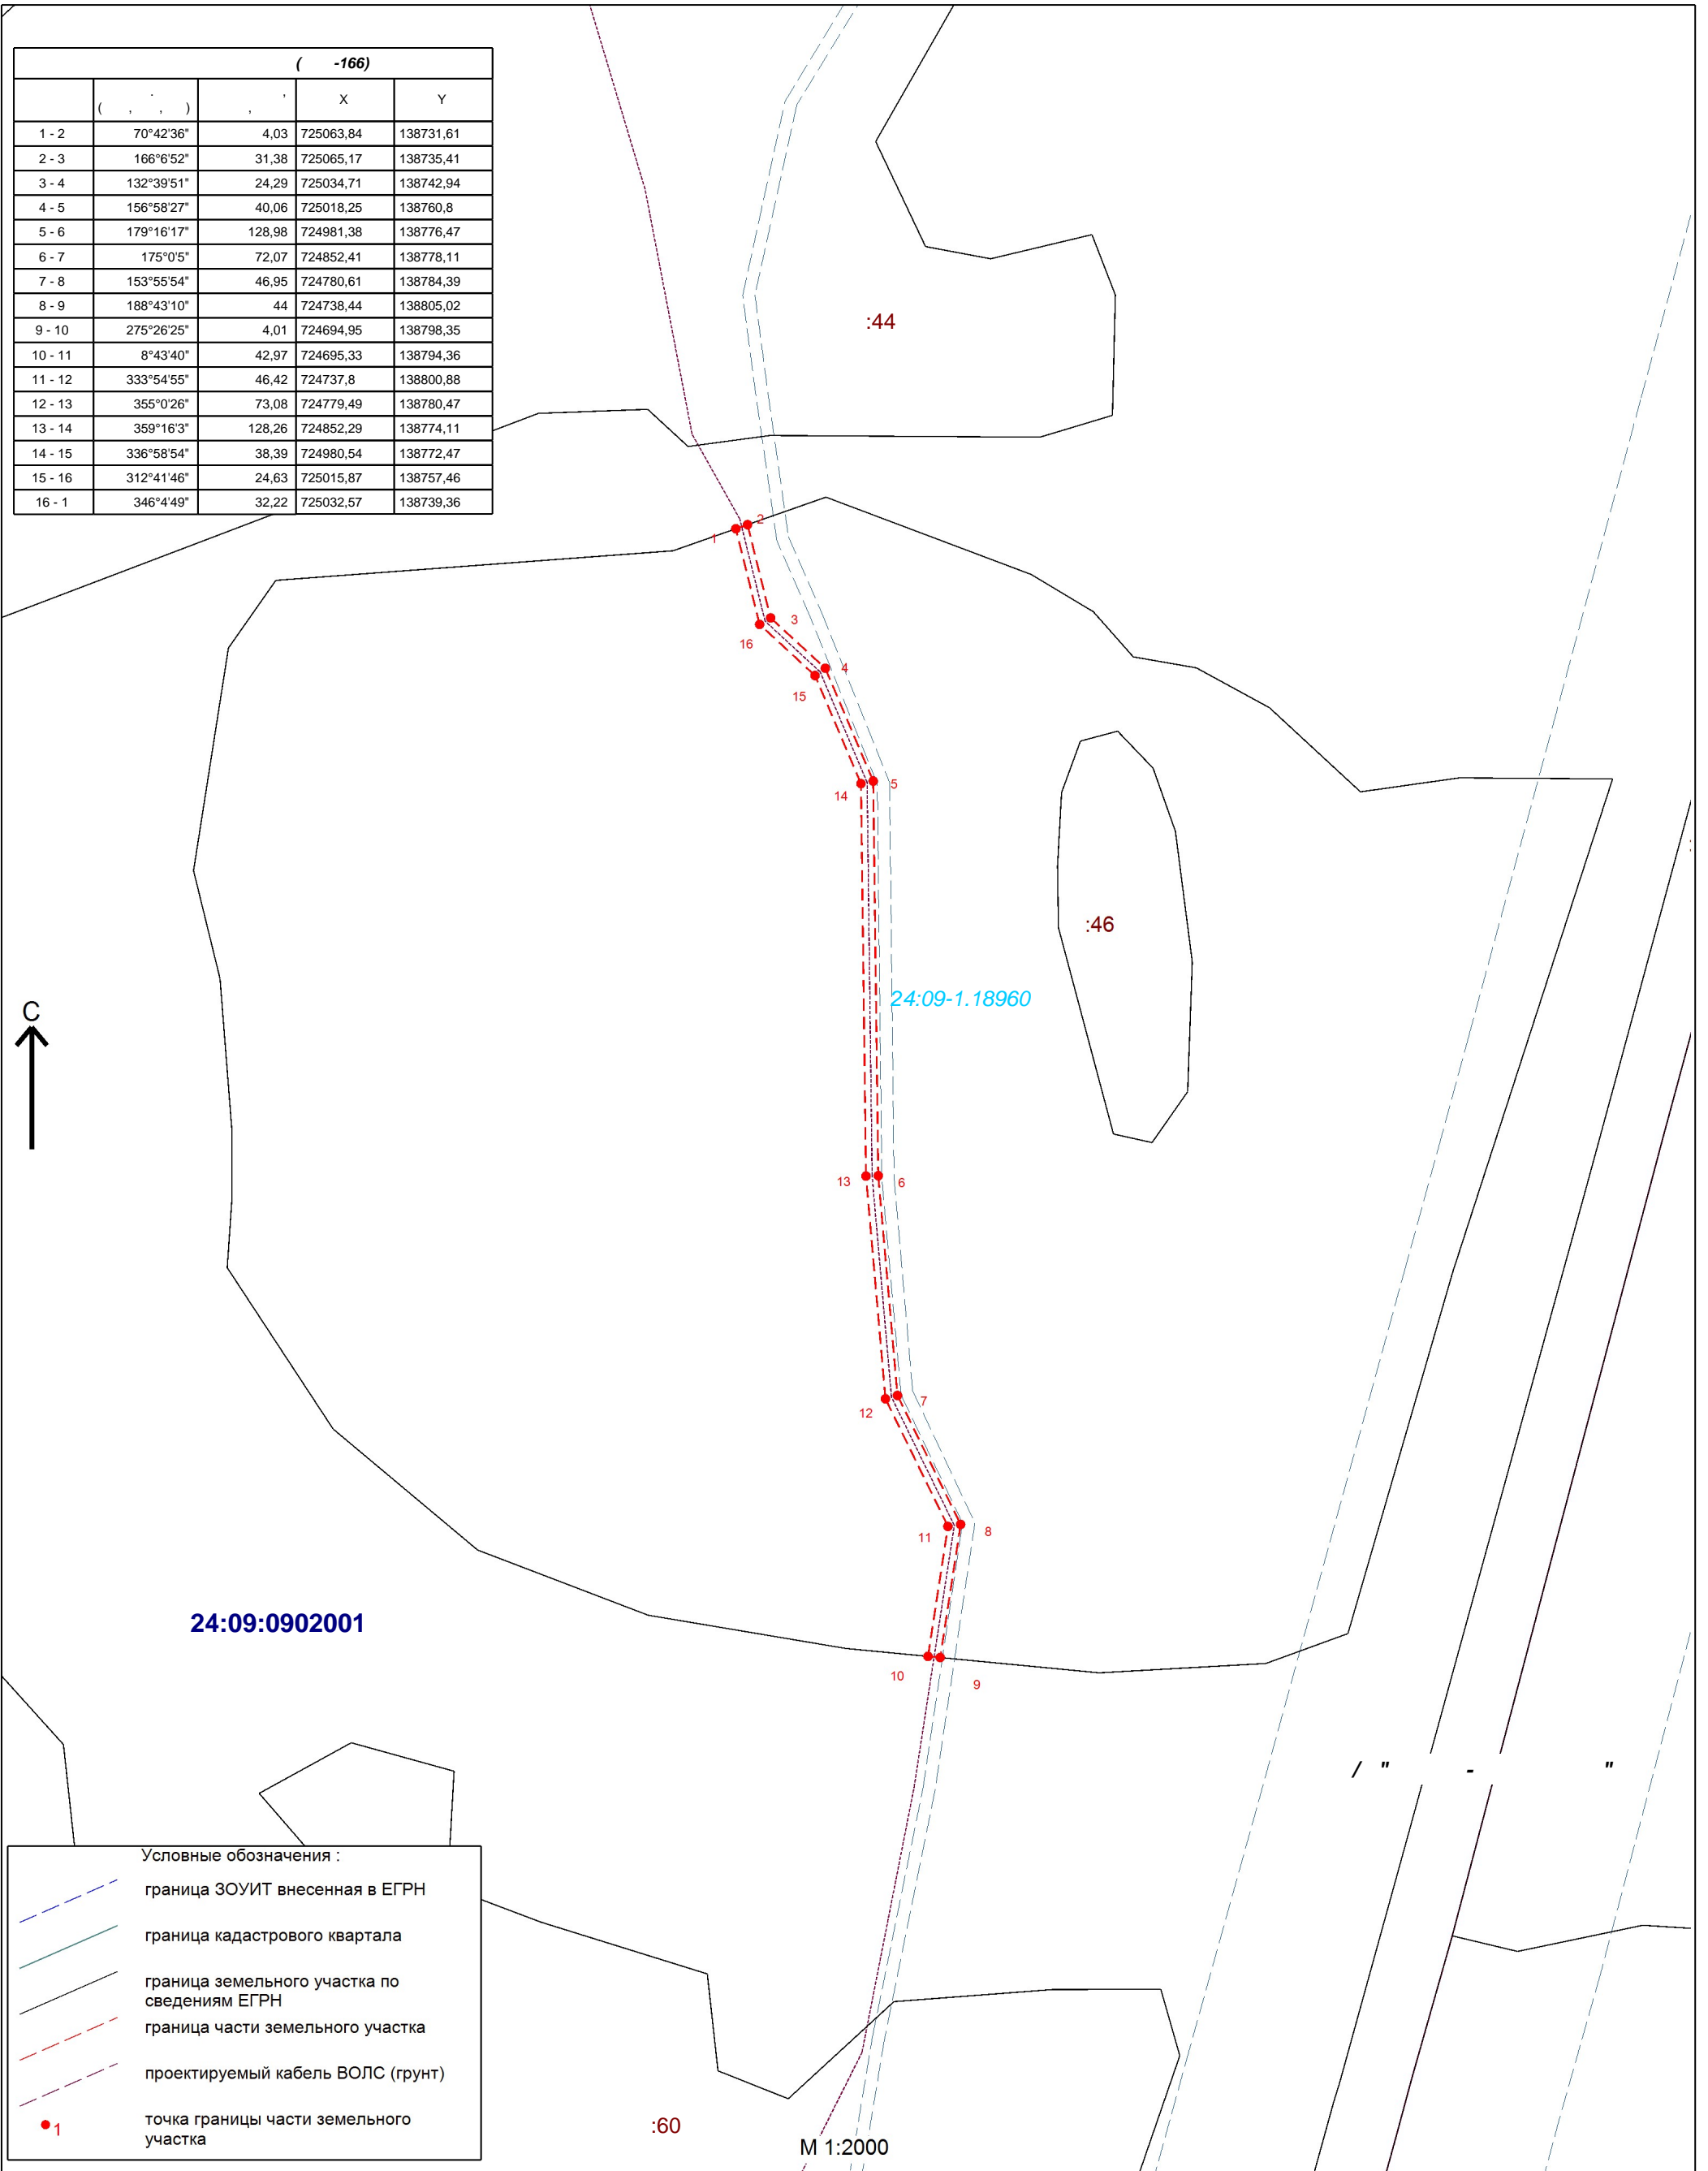 ( -166)
( , , ) , X Y
1 - 2 70°42'36" 4,03 725063,84 138731,61
2 - 3 166°6'52" 31,38 725065,17 138735,41
3 - 4 132°39'51" 24,29 725034,71 138742,94
4 - 5 156°58'27" 40,06 725018,25 138760,8
5 - 6 179°16'17" 128,98 724981,38 138776,47
6 - 7 175°0'5" 72,07 724852,41 138778,11
7 - 8 153°55'54" 46,95 724780,61 138784,39
8 - 9 188°43'10" 44 724738,44 138805,02
9 - 10 275°26'25" 4,01 724694,95 138798,35
10 - 11 8°43'40" 42,97 724695,33 138794,36
11 - 12 333°54'55" 46,42 724737,8 138800,88
12 - 13 355°0'26" 73,08 724779,49 138780,47
13 - 14 359°16'3" 128,26 724852,29 138774,11
14 - 15 336°58'54" 38,39 724980,54 138772,47
15 - 16 312°41'46" 24,63 725015,87 138757,46
16 - 1 346°4'49" 32,22 725032,57 138739,36
:44
2
1
3
16
4
15
5
14
:46
24:09-1.18960
С
13
6
7
12
11
8
24:09:0902001
10
9
/ " - "
Условные обозначения :
граница ЗОУИТ внесенная в ЕГРН
граница кадастрового квартала
граница земельного участка по
сведениям ЕГРН
граница части земельного участка
проектируемый кабель ВОЛС (грунт)
1 точка границы части земельного
участка
:60
М 1:2000